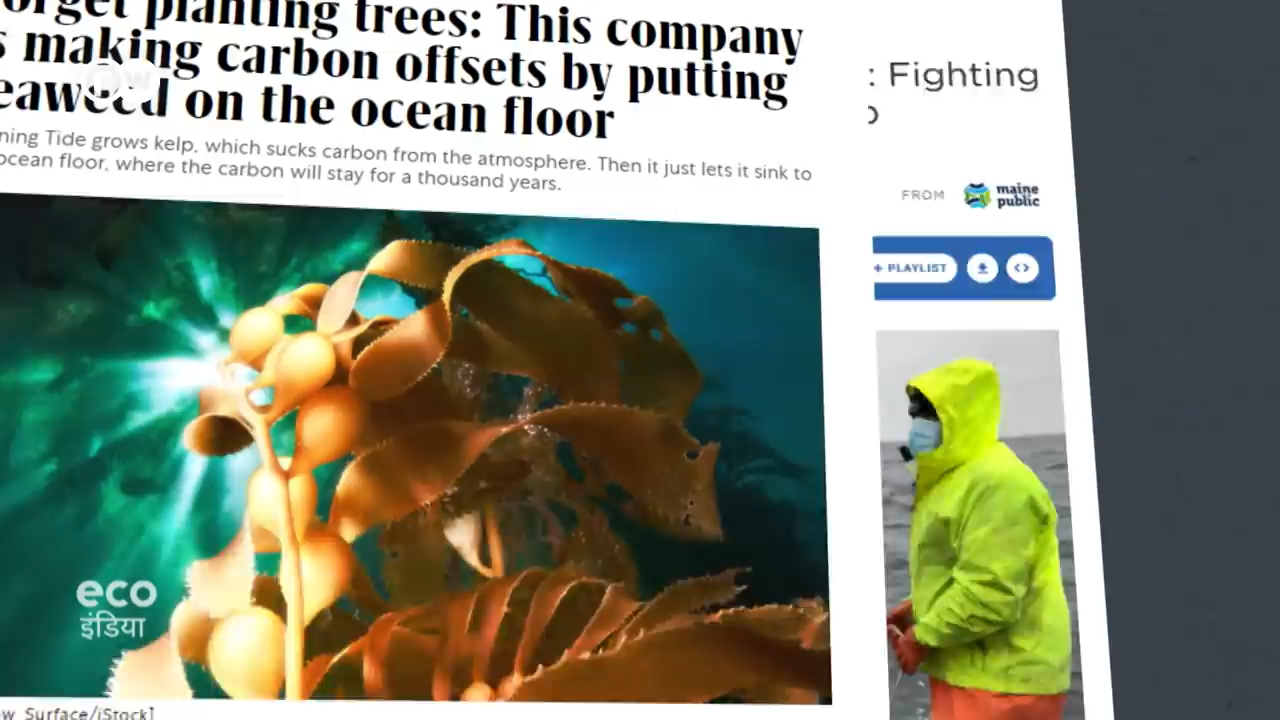 orget planting trees: This company
s making carbon offsets by putting
eaweed on the ocean floor
ning Tide grows kelp, which sucks carbon from the atmosphere. Then it just lets it sink to
ocean floor, where the carbon will stay for a thousand years.
: Fighting
FROM
maine
public
+ PLAYLIST
DW
eco
इंडिया
ow Surface/iStock]